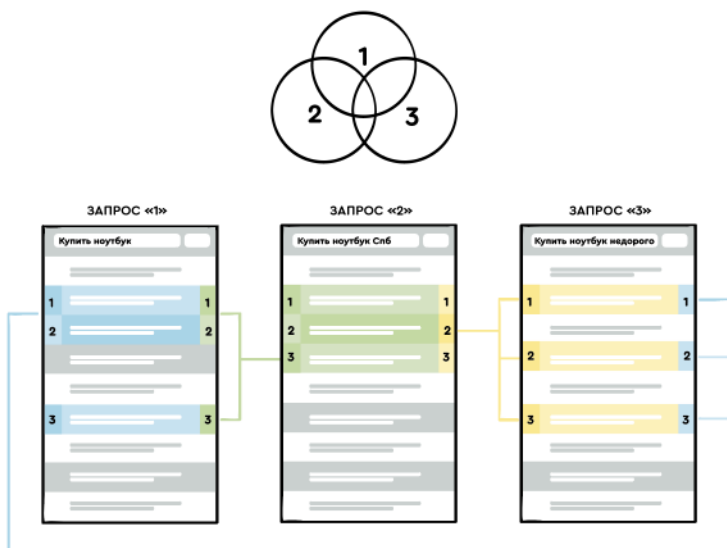 1
2
3
ЗАПРОС «1»
ЗАПРОС «2»
ЗАПРОС «3»
Купить ноутбук
Купить ноутбук Спб
Купить ноутбук недорого
1 1
2 2
3 3
1 1
2 2
3 3
1 1
2 2
3 3